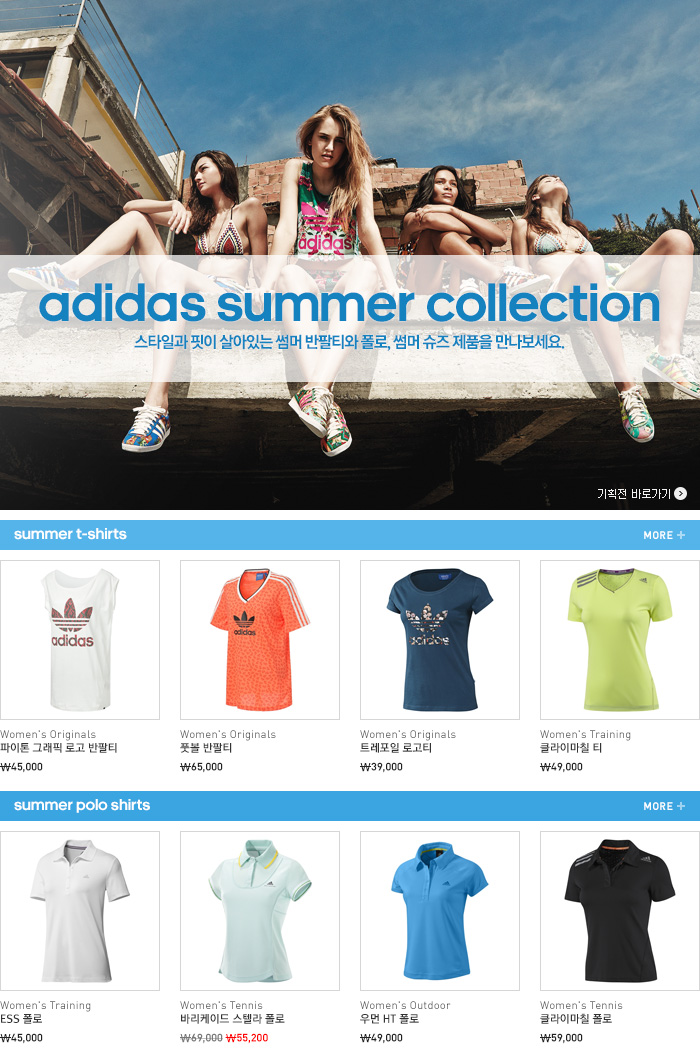 adidas
adidas summer collection
스타일과 핏이 살아있는 썸머 반팔티와 폴로, 썸머 슈즈 제품을 만나보세요.
기획전 바로가기
summer t-shirts MORE +
adidas
adidas
adidas
Women's Originals
파이톤 그래픽 로고 반팔티
₩45,000
Women's Originals
풋볼 반팔티
₩65,000
Women's Originals
트레포일 로고티
₩39,000
Women's Training
클라이마칠 티
₩49,000
summer polo shirts MORE +
Women's Training
ESS 폴로
₩45,000
Women's Tennis
바리케이드 스텔라 폴로
₩69,000 ₩55,200
Women's Outdoor
우먼 HT 폴로
₩49,000
Women's Tennis
클라이마칠 폴로
₩59,000